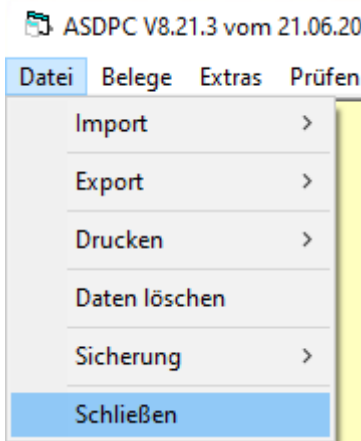 ASDPC V8.21.3 vom 21.06.20
Datei Belege Extras Prüfen
Import
Export
Drucken
Daten löschen
Sicherung
Schließen